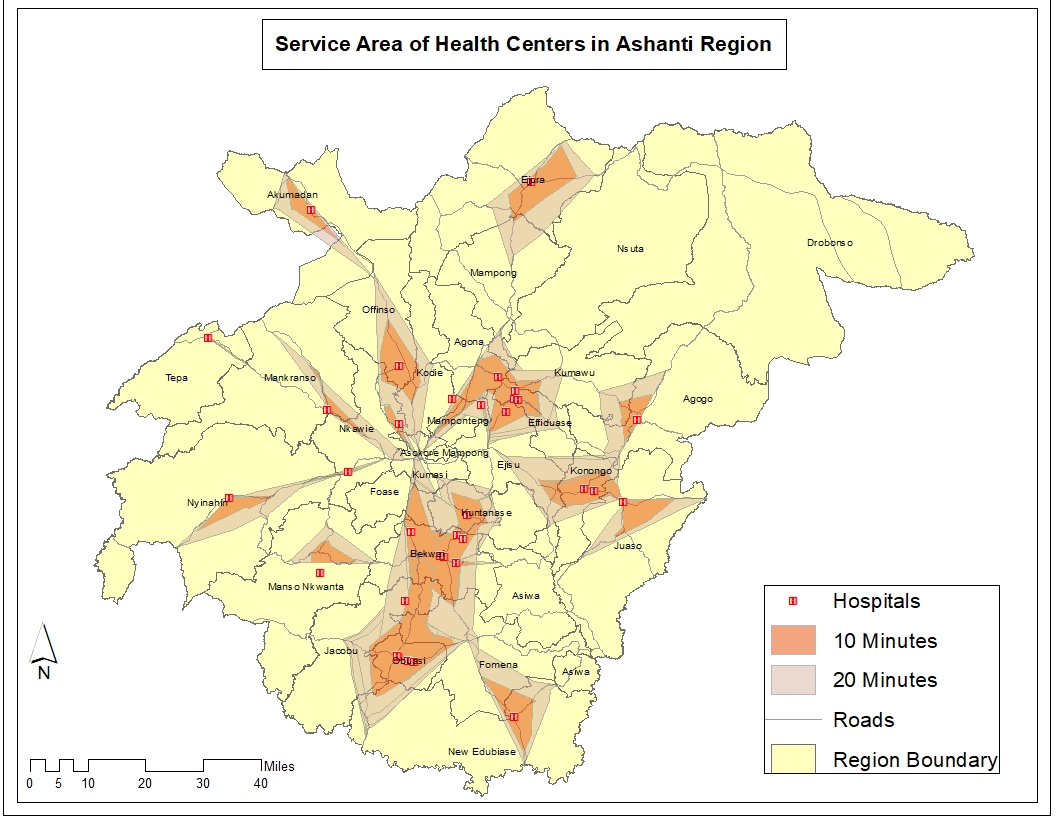 Service Area of Health Centers in Ashanti Region
Ejura
Akumadan
Nsuta
Drobonso
Mampong
Offinso
Agona
Tepa
Mankranso
Kodie
Kumawu
Agogo
Nkawie
Mamponteng
Effiduase
Asokore Mampong
Ejisu
Kumasi
Konongo
Foase
Nyinahin
Kuntahase
Juaso
Bekwai
Manso Nkwanta
Asiwa
Jacobu
Obuasi
Fomena
Asiwa
New Edubiase
Hospitals
10 Minutes
20 Minutes
Roads
Region Boundary
N
Miles
0 5 10 20 30 40